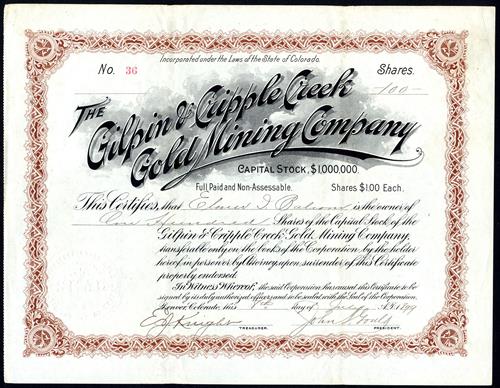 Incorporated under the Laws of the State of Colorado.
No. 36
Shares.
100
THE
Gilpin & Cripple Creek
Gold Mining Company
CAPITAL STOCK, $1,000,000.
Full Paid and Non-Assessable. Shares $1.00 Each.
This Certifies, that is the owner of
One Hundred Shares of the Capital Stock of the
Gilpin & Cripple Creek Gold Mining Company
transferable only on the books of the Corporation by the holder
hereof in person or by Attorney, upon surrender of this Certificate
properly endorsed.
In Witness Whereof, the said Corporation has caused this Certificate to be
signed by its duly authorized officers and to be sealed with the Seal of the Corporation,
Denver, Colorado, this day of A.D. 1899
Knight John Gould
TREASURER. PRESIDENT.